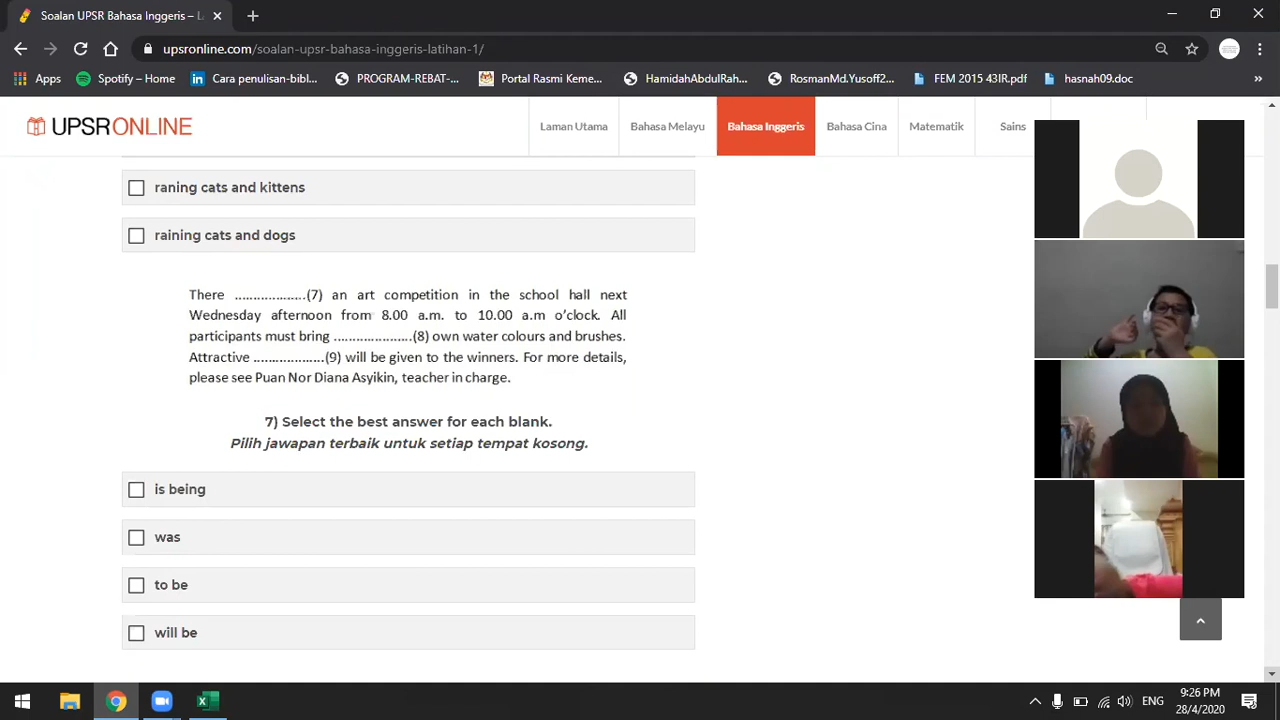 Soalan UPSR Bahasa Inggeris – L
upsronline.com/soalan-upsr-bahasa-inggeris-latihan-1/
Apps Spotify – Home Cara penulisan-bibl... PROGRAM-REBAT-... Portal Rasmi Keme... HamidahAbdulRah... RosmanMd.Yusoff2... FEM 2015 43IR.pdf hasnah09.doc »
UPSRONLINE Laman Utama Bahasa Melayu Bahasa Inggeris Bahasa Cina Matematik Sains
raning cats and kittens
raining cats and dogs
There ...................(7) an art competition in the school hall next
Wednesday afternoon from 8.00 a.m. to 10.00 a.m o’clock. All
participants must bring .....................(8) own water colours and brushes.
Attractive ...................(9) will be given to the winners. For more details,
please see Puan Nor Diana Asyikin, teacher in charge.
7) Select the best answer for each blank.
Pilih jawapan terbaik untuk setiap tempat kosong.
is being
was
to be
will be
ENG
9:26 PM
28/4/2020